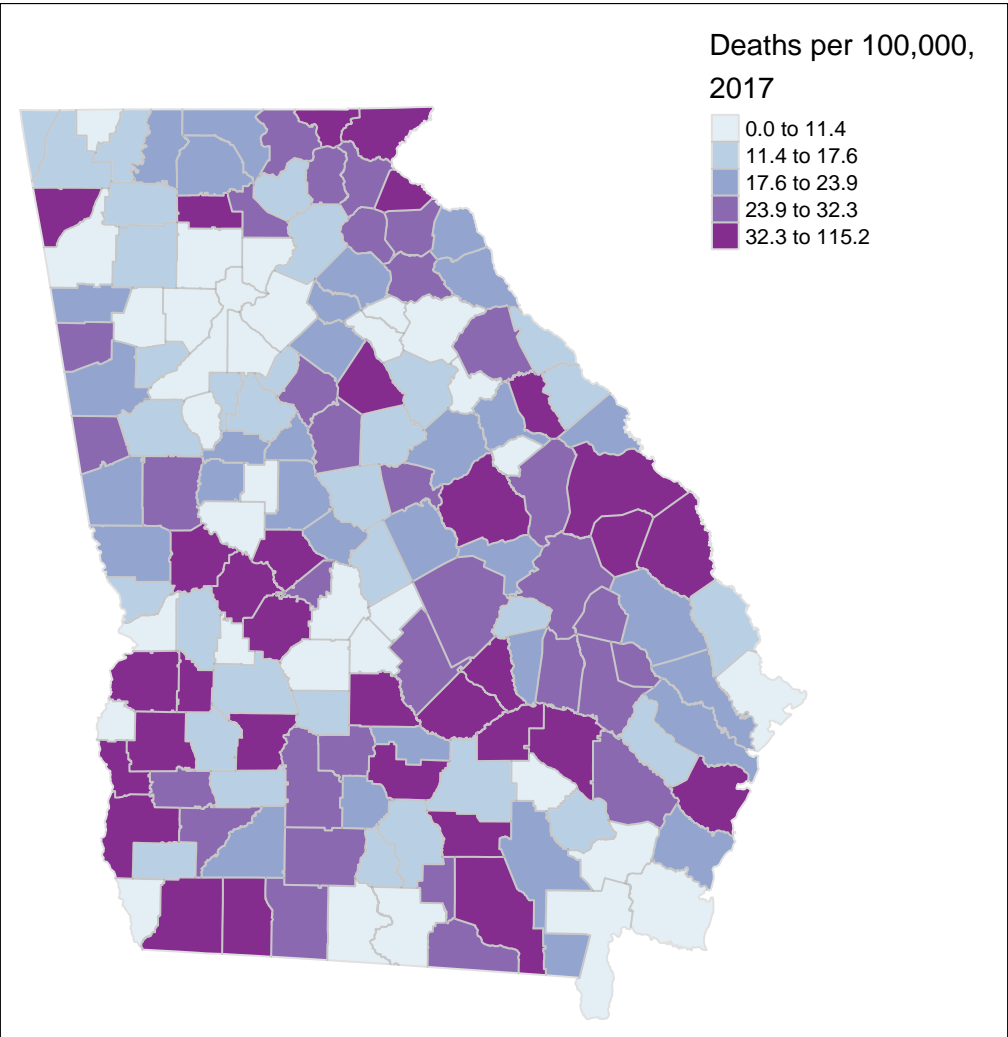 Deaths per 100,000,
2017
0.0 to 11.4
11.4 to 17.6
17.6 to 23.9
23.9 to 32.3
32.3 to 115.2